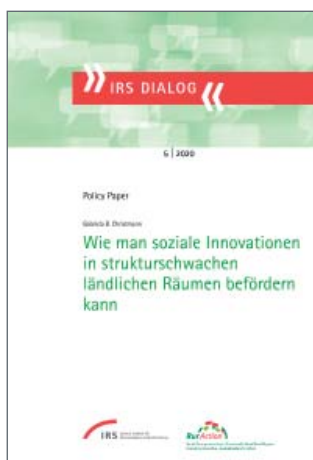 » IRS DIALOG «
5 | 2020
Policy Paper
Gabriela B. Christmann
Wie man soziale Innovationen
in strukturschwachen
ländlichen Räumen befördern
kann
IRS
RurAction